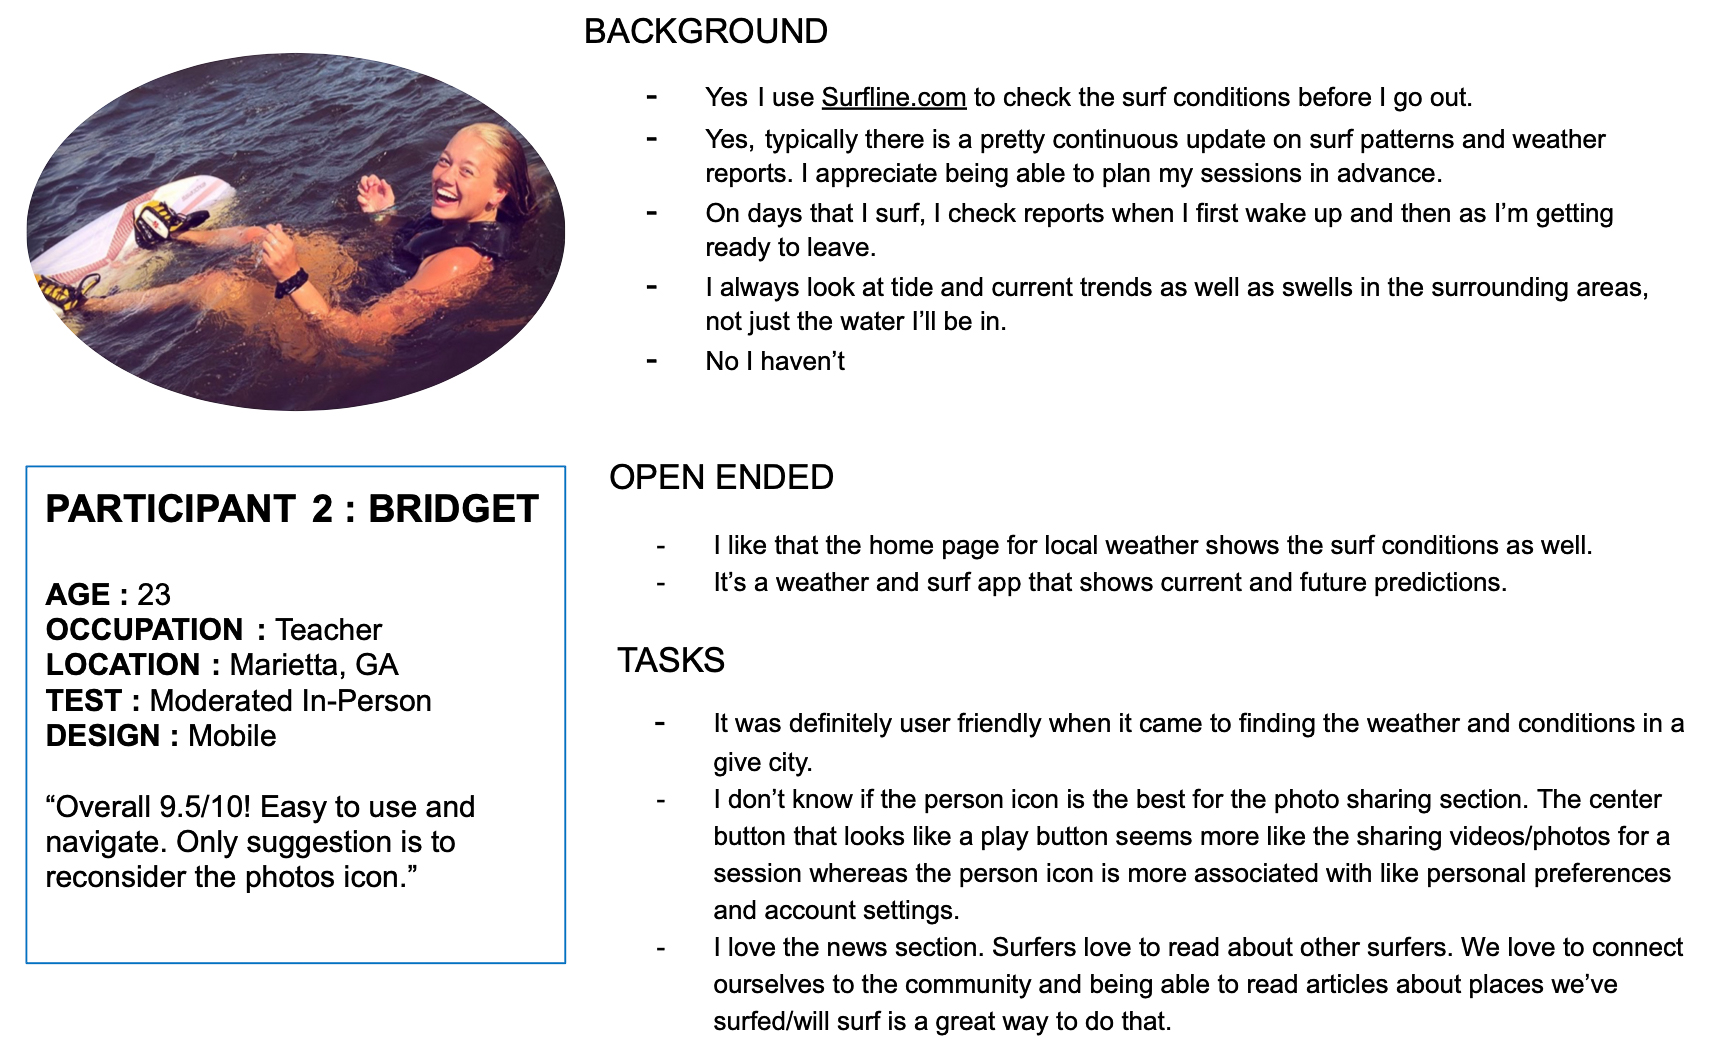 BACKGROUND
- Yes I use Surfline.com to check the surf conditions before I go out.
- Yes, typically there is a pretty continuous update on surf patterns and weather
reports. I appreciate being able to plan my sessions in advance.
- On days that I surf, I check reports when I first wake up and then as I’m getting
ready to leave.
- I always look at tide and current trends as well as swells in the surrounding areas,
not just the water I’ll be in.
- No I haven’t
PARTICIPANT 2 : BRIDGET
AGE : 23
OCCUPATION : Teacher
LOCATION : Marietta, GA
TEST : Moderated In-Person
DESIGN : Mobile
“Overall 9.5/10! Easy to use and
navigate. Only suggestion is to
reconsider the photos icon.”
OPEN ENDED
- I like that the home page for local weather shows the surf conditions as well.
- It’s a weather and surf app that shows current and future predictions.
TASKS
- It was definitely user friendly when it came to finding the weather and conditions in a
give city.
- I don’t know if the person icon is the best for the photo sharing section. The center
button that looks like a play button seems more like the sharing videos/photos for a
session whereas the person icon is more associated with like personal preferences
and account settings.
- I love the news section. Surfers love to read about other surfers. We love to connect
ourselves to the community and being able to read articles about places we’ve
surfed/will surf is a great way to do that.